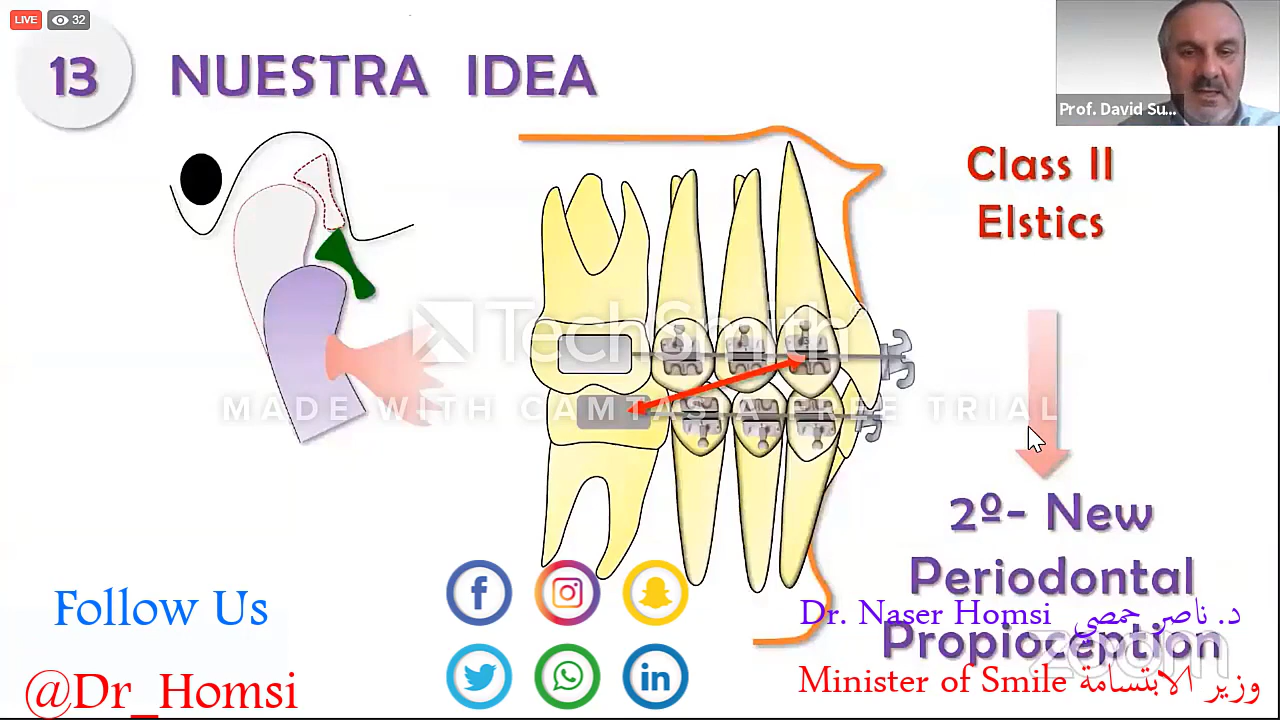 LIVE 32
13 NUESTRA IDEA
Prof. David Su...
Class II
Elstics
TechSmith
MADE WITH CAMTASIA FREE TRIAL
2º- New
Periodontal
Propioception
Follow Us
Dr. Naser Homsi د. ناصر حمصي
zoom
@Dr_Homsi
Minister of Smile وزير الابتسامة